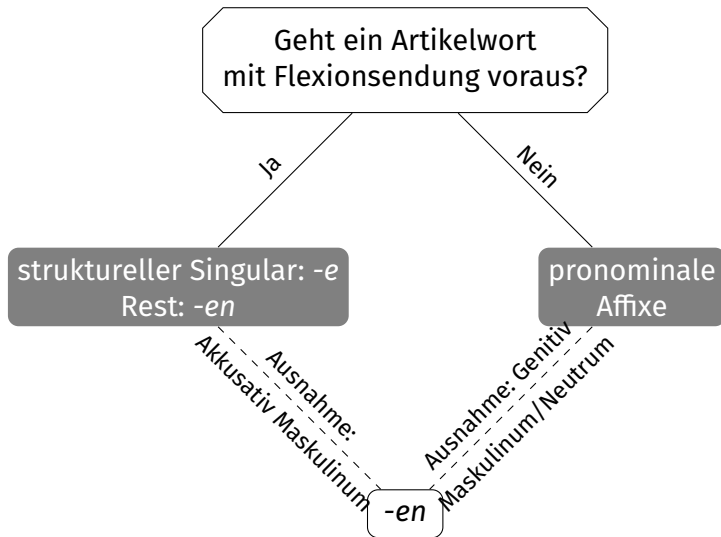 Geht ein Artikelwort
mit Flexionsendung voraus?
Ja
Nein
struktureller Singular: -e
Rest: -en
pronominale
Affixe
Ausnahme:
Akkusativ Maskulinum
Ausnahme: Genitiv
Maskulinum/Neutrum
-en